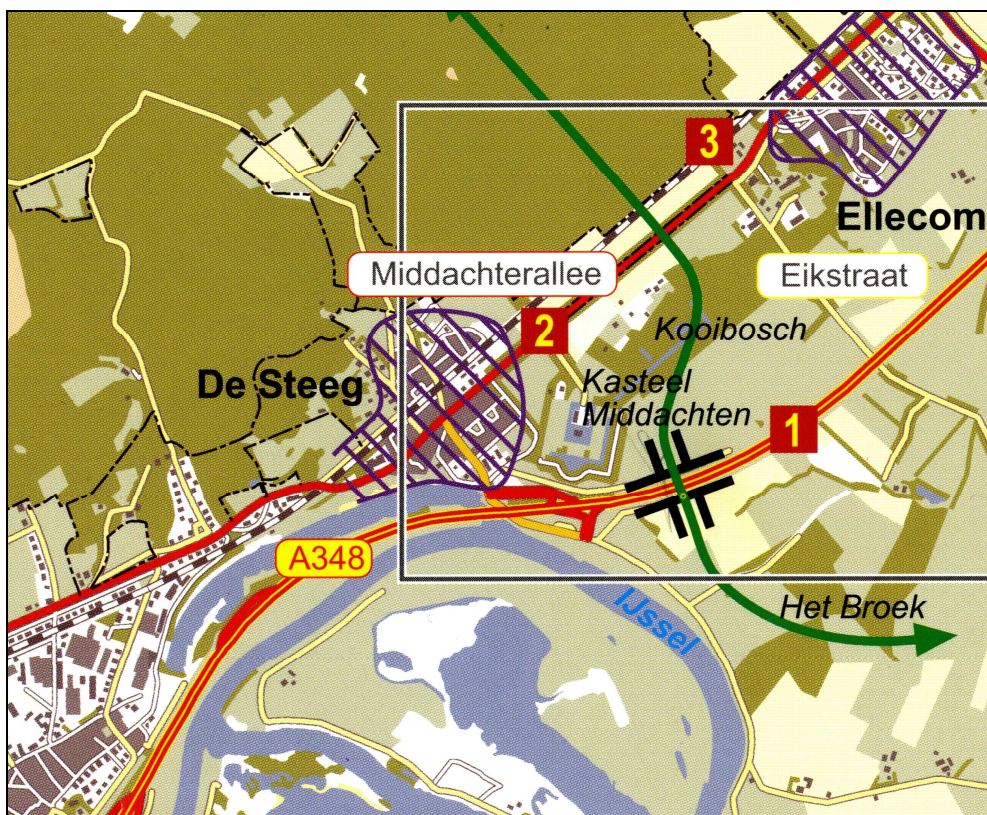 3
Ellecom
Middachterallee
Eikstraat
2
Kooibosch
De Steeg
Kasteel
Middachten
1
A348
IJssel
Het Broek